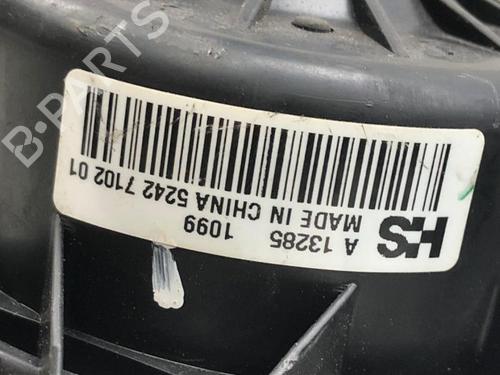 HS
A 13285
1099
MADE IN CHINA 5242 7102 01
B-PARTS